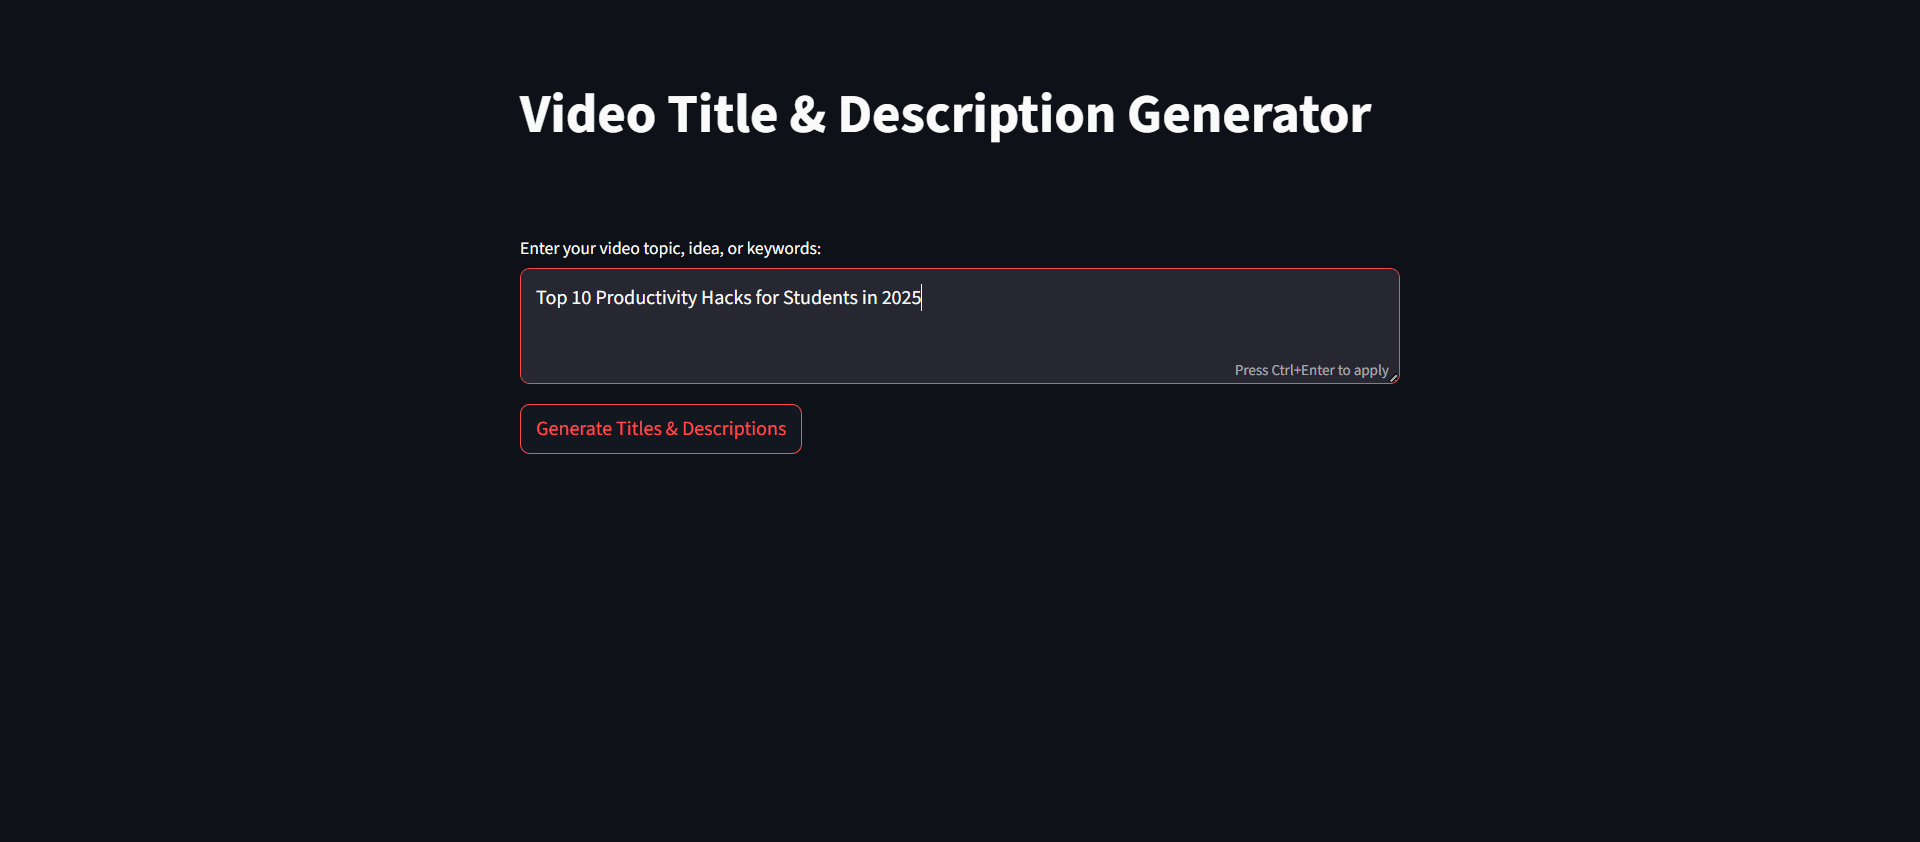 Video Title & Description Generator
Enter your video topic, idea, or keywords:
Top 10 Productivity Hacks for Students in 2025
Press Ctrl+Enter to apply
Generate Titles & Descriptions